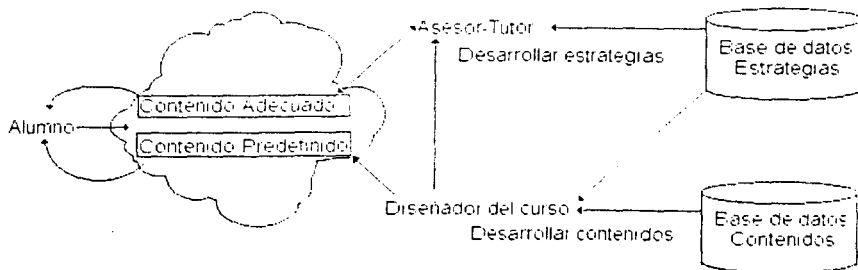 Asesor-Tutor
Desarrollar estrategias
Base de datos
Estrategias
Contenido Adecuado
Alumno
Contenido Predefinido
Diseñador del curso
Desarrollar contenidos
Base de datos
Contenidos